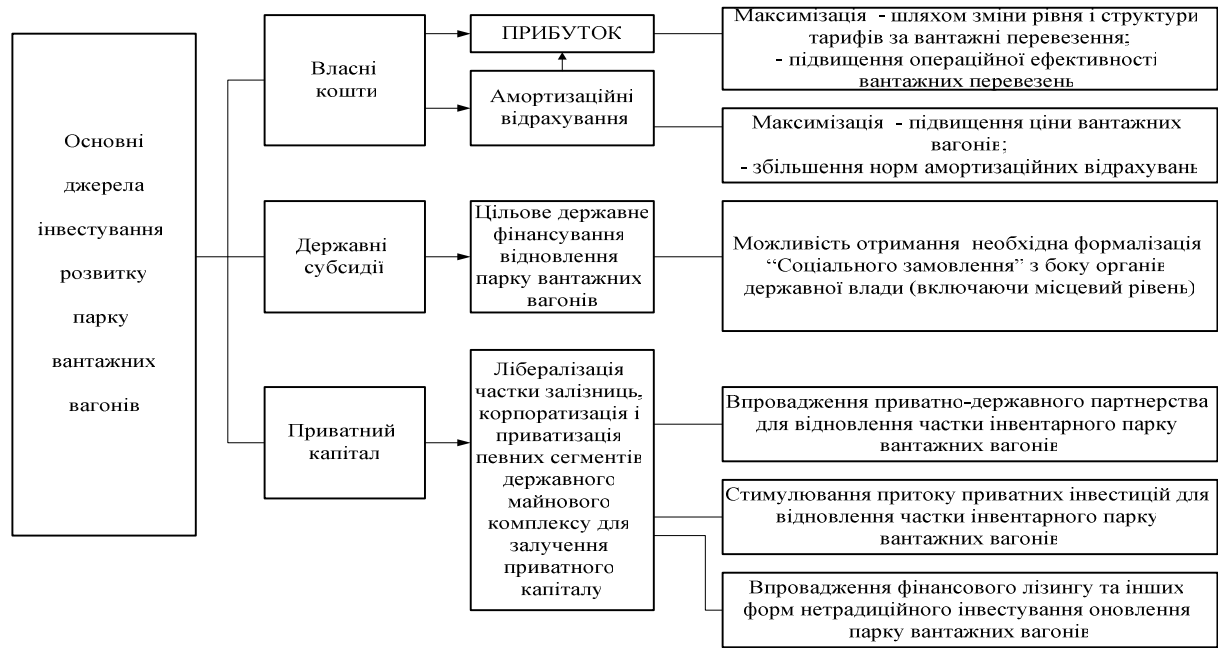 Основні
джерела
інвестування
розвитку
парку
вантажних
вагонів
Власні
кошти
ПРИБУТОК
Амортизаційні
відрахування
Максимізація - шляхом зміни рівня і структури
тарифів за вантажні перевезення;
- підвищення операційної ефективності
вантажних перевезень
Максимізація - підвищення ціни вантажних
вагонів;
- збільшення норм амортизаційних відрахувань
Державні
субсидії
Цільове державне
фінансування
відновлення
парку вантажних
вагонів
Можливість отримання необхідна формалізація
“Соціального замовлення” з боку органів
державної влади (включаючи місцевий рівень)
Приватний
капітал
Лібералізація
частки залізниць,
корпоратизація і
приватизація
певних сегментів
державного
майнового
комплексу для
залучення
приватного
капіталу
Впровадження приватно-державного партнерства
для відновлення частки інвентарного парку
вантажних вагонів
Стимулювання притоку приватних інвестицій для
відновлення частки інвентарного парку
вантажних вагонів
Впровадження фінансового лізингу та інших
форм нетрадиційного інвестування оновлення
парку вантажних вагонів